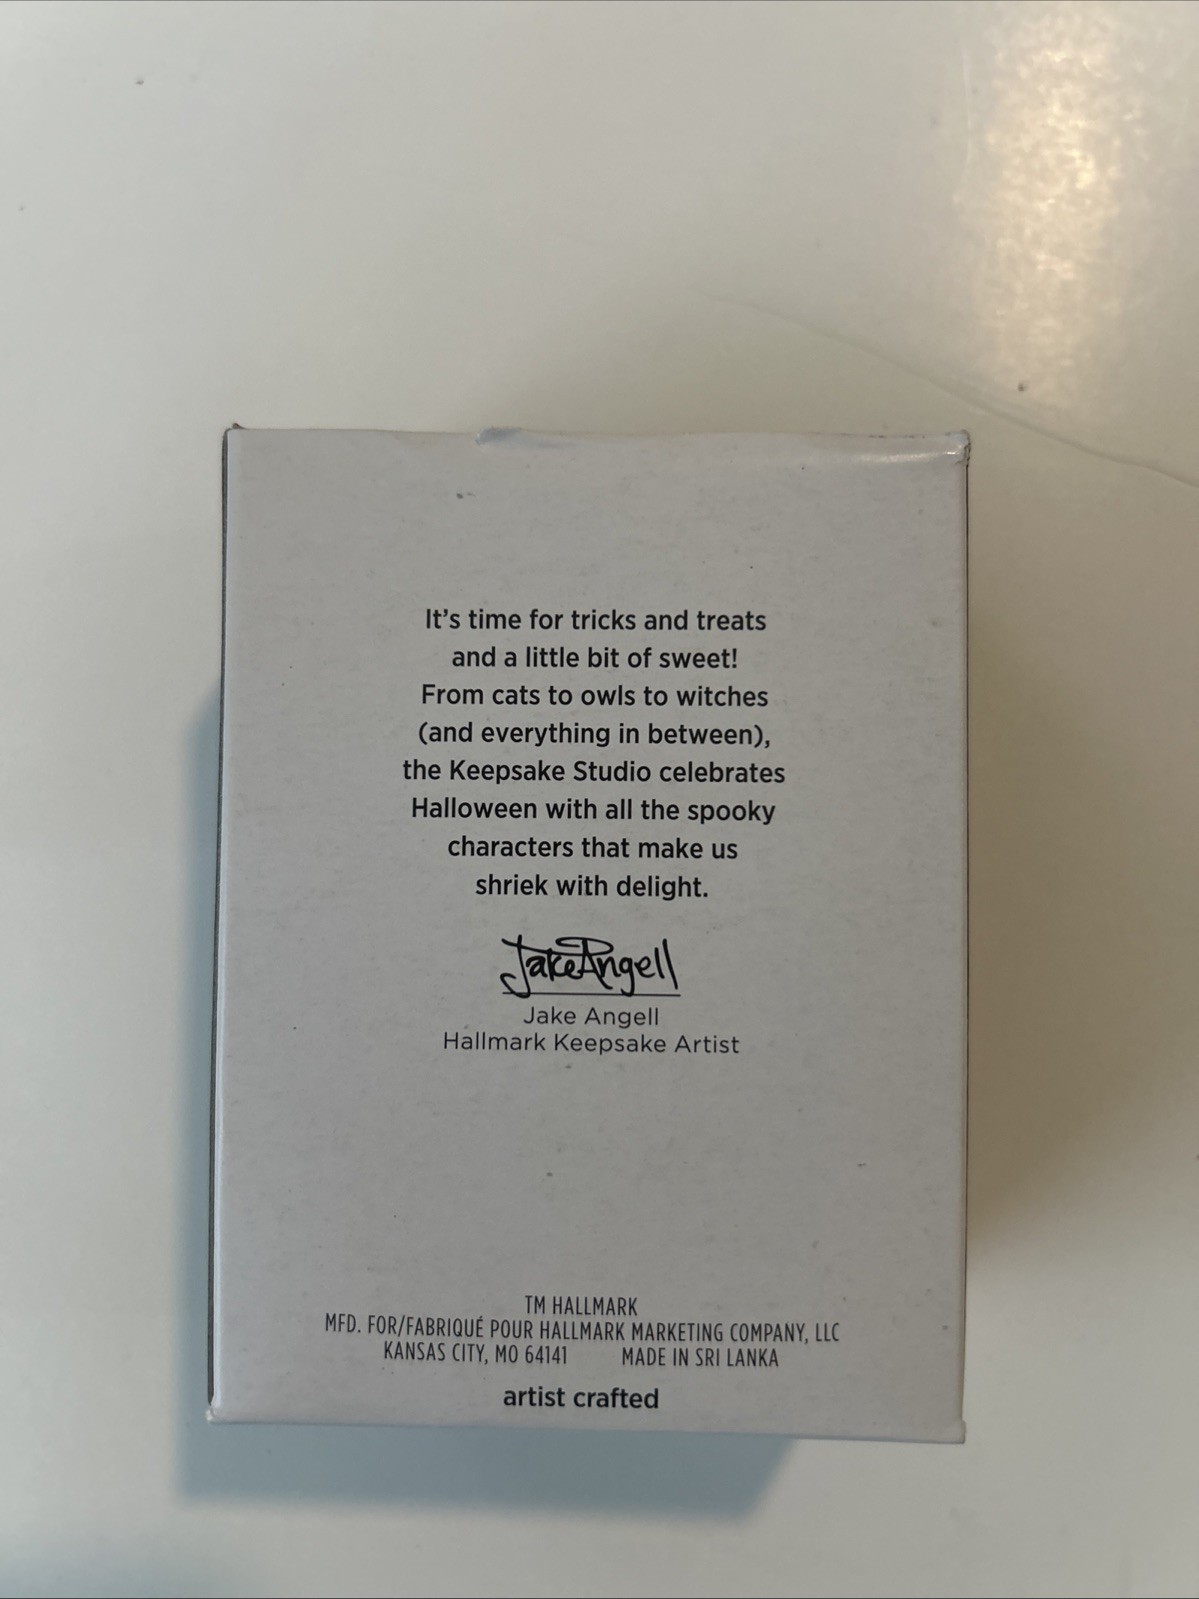 It's time for tricks and treats
and a little bit of sweet!
From cats to owls to witches
(and everything in between),
the Keepsake Studio celebrates
Halloween with all the spooky
characters that make us
shriek with delight.
Jake Angell
Jake Angell
Hallmark Keepsake Artist
TM HALLMARK
MFD. FOR/FABRIQUÉ POUR HALLMARK MARKETING COMPANY, LLC
KANSAS CITY, MO 64141 MADE IN SRI LANKA
artist crafted